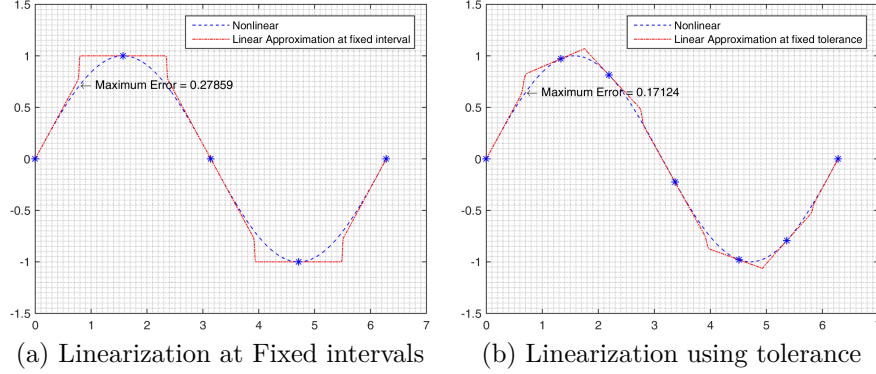 Nonlinear
Linear Approximation at fixed interval
← Maximum Error = 0.27859
1.5
1
0.5
0
-0.5
-1
-1.5
0 1 2 3 4 5 6 7
(a) Linearization at Fixed intervals
Nonlinear
Linear Approximation at fixed tolerance
← Maximum Error = 0.17124
1.5
1
0.5
0
-0.5
-1
-1.5
0 1 2 3 4 5 6 7
(b) Linearization using tolerance